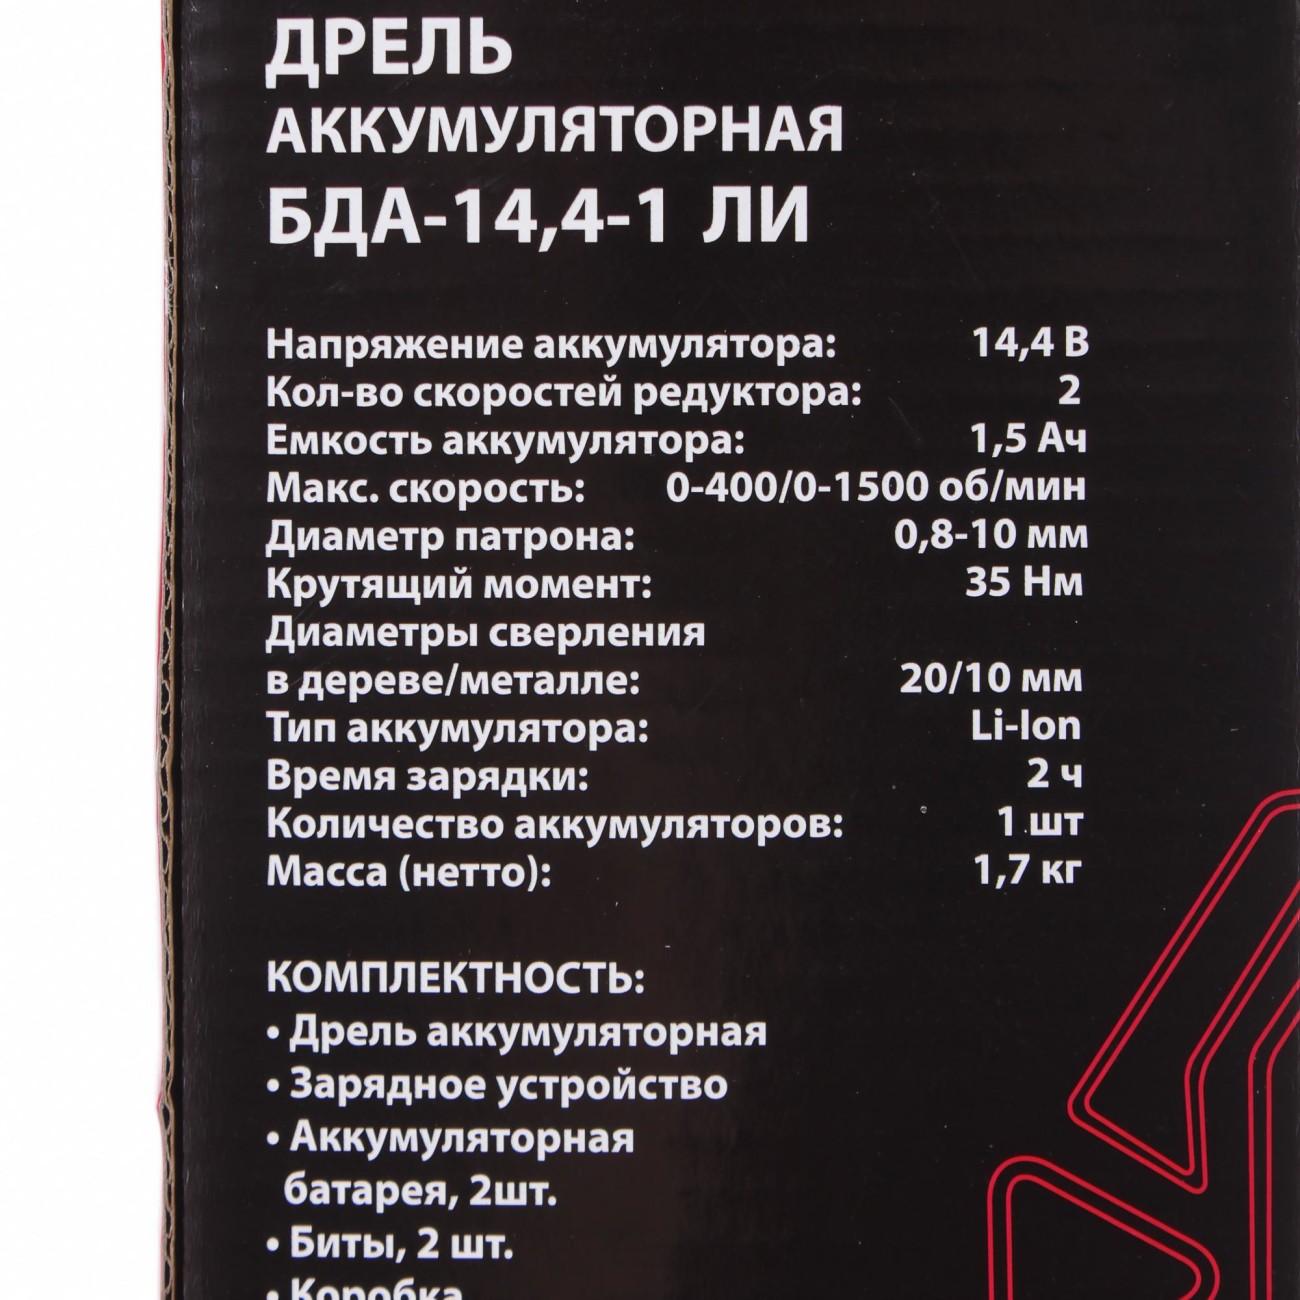 ДРЕЛЬ
АККУМУЛЯТОРНАЯ
БДА-14,4-1 ЛИ
Напряжение аккумулятора: 14,4 В
Кол-во скоростей редуктора: 2
Емкость аккумулятора: 1,5 Ач
Макс. скорость: 0-400/0-1500 об/мин
Диаметр патрона: 0,8-10 мм
Крутящий момент: 35 Нм
Диаметры сверления
в дереве/металле: 20/10 мм
Тип аккумулятора: Li-Ion
Время зарядки: 2 ч
Количество аккумуляторов: 1 шт
Масса (нетто): 1,7 кг
КОМПЛЕКТНОСТЬ:
• Дрель аккумуляторная
• Зарядное устройство
• Аккумуляторная
батарея, 2шт.
• Биты, 2 шт.
• Коробка